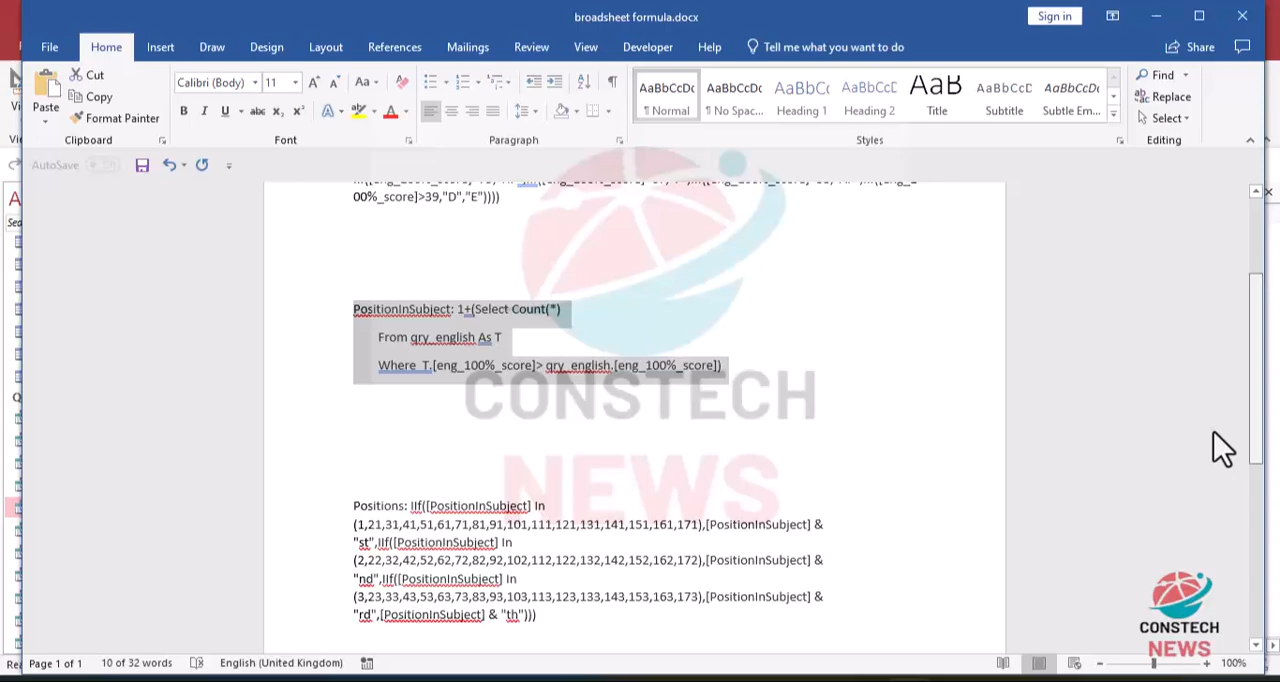 broadsheet formula.docx
Sign in
File Home Insert Draw Design Layout References Mailings Review View Developer Help Tell me what you want to do Share
Paste
Cut
Copy
Format Painter
Clipboard
Calibri (Body) 11
Aa
B I U abc x, x²
Font
Paragraph
AaBbCcDc AaBbCcDc AaBbCc AaBbCcD AaB AaBbCcD AaBbCcDc
¶ Normal ¶ No Spac... Heading 1 Heading 2 Title Subtitle Subtle Em...
Styles
Find
Replace
Select
Editing
AutoSave
00%_score]>39,"D","E"))))
PositionInSubject: 1+(Select Count(*)
From qry_english As T
Where T.[eng_100%_score]> qry_english.[eng_100%_score])
CONSTECH
NEWS
Positions: IIf([PositionInSubject] In
(1,21,31,41,51,61,71,81,91,101,111,121,131,141,151,161,171),[PositionInSubject] &
"st",IIf([PositionInSubject] In
(2,22,32,42,52,62,72,82,92,102,112,122,132,142,152,162,172),[PositionInSubject] &
"nd",IIf([PositionInSubject] In
(3,23,33,43,53,63,73,83,93,103,113,123,133,143,153,163,173),[PositionInSubject] &
"rd",[PositionInSubject] & "th")))
CONSTECH
NEWS
Page 1 of 1 10 of 32 words English (United Kingdom) 100%